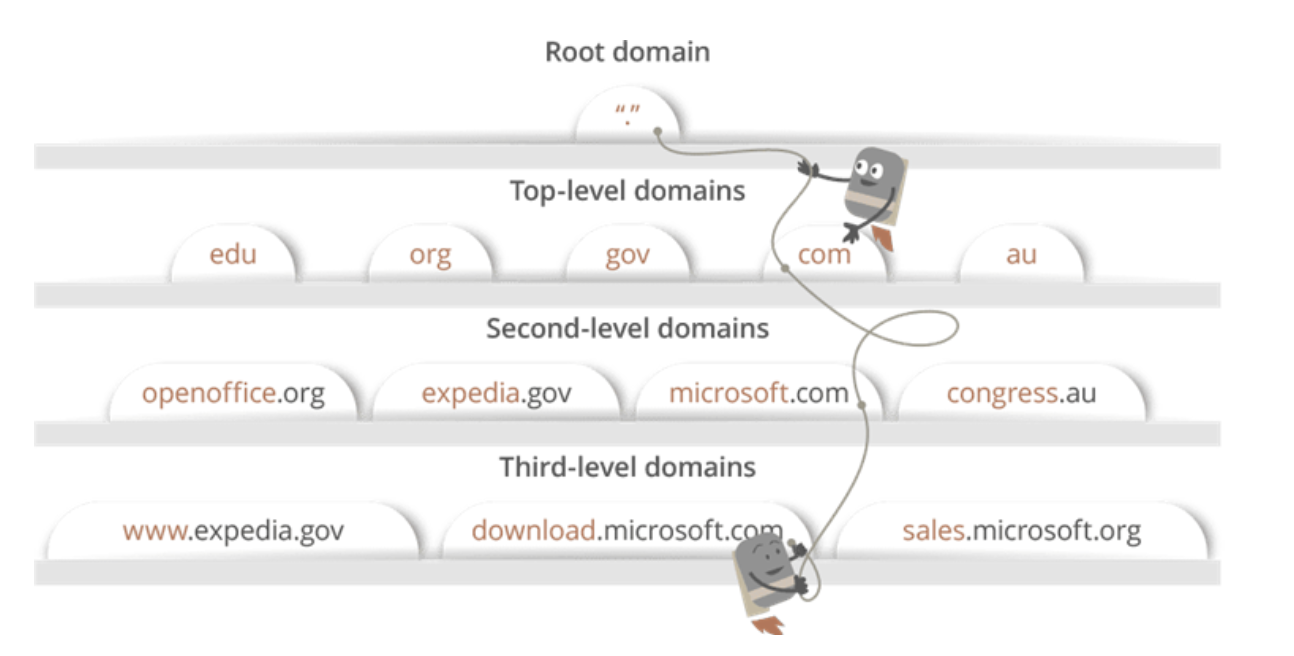 Root domain
“.”
Top-level domains
edu org gov com au
Second-level domains
openoffice.org expedia.gov microsoft.com congress.au
Third-level domains
www.expedia.gov download.microsoft.com sales.microsoft.org